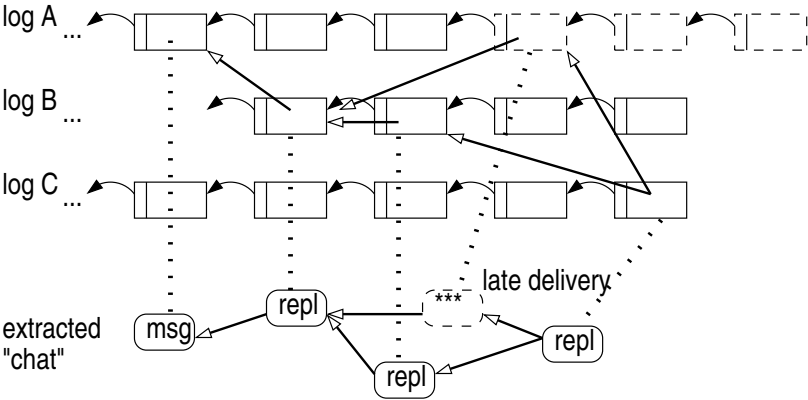 log A
...
log B
...
log C
...
late delivery
repl
***
msg
extracted
"chat"
repl
repl